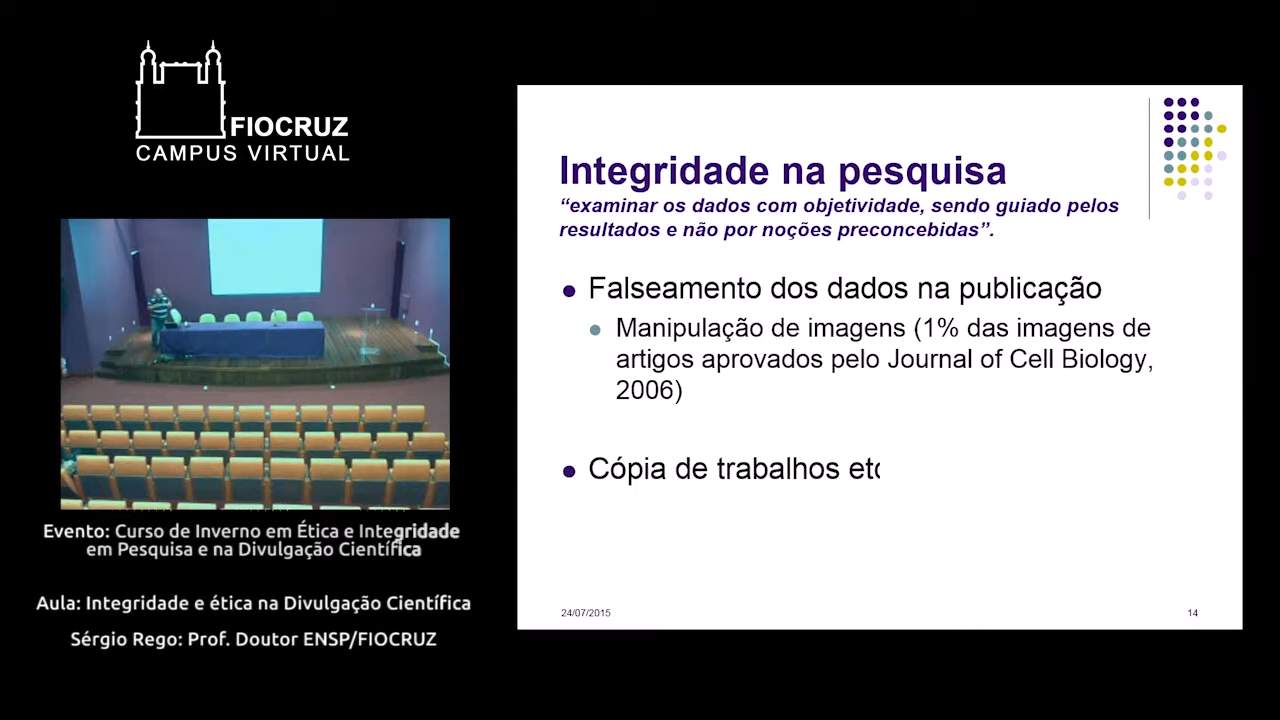 FIOCRUZ
CAMPUS VIRTUAL
Evento: Curso de Inverno em Ética e Integridade
em Pesquisa e na Divulgação Científica
Aula: Integridade e ética na Divulgação Científica
Sérgio Rego: Prof. Doutor ENSP/FIOCRUZ
Integridade na pesquisa
“examinar os dados com objetividade, sendo guiado pelos
resultados e não por noções preconcebidas”.
Falseamento dos dados na publicação
Manipulação de imagens (1% das imagens de
artigos aprovados pelo Journal of Cell Biology,
2006)
Cópia de trabalhos etc
24/07/2015
14